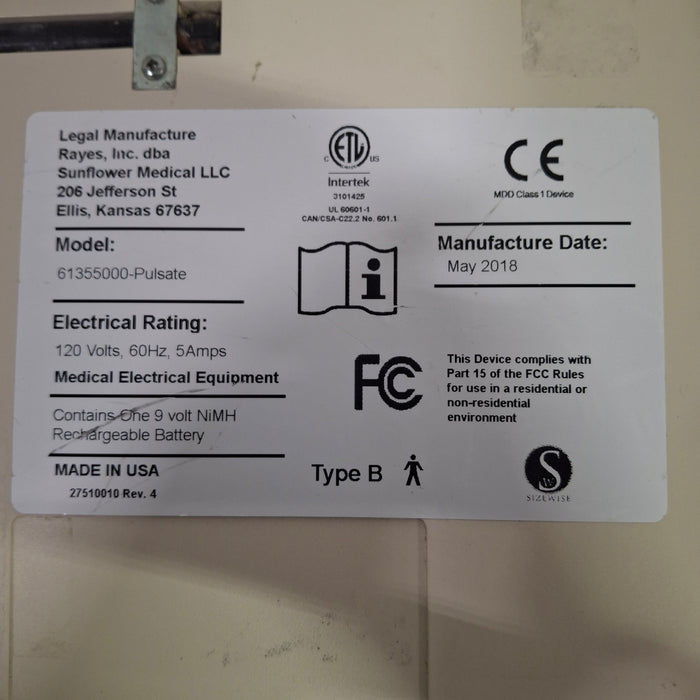 Legal Manufacture
Rayes, Inc. dba
Sunflower Medical LLC
206 Jefferson St
Ellis, Kansas 67637
Model:
61355000-Pulsate
Electrical Rating:
120 Volts, 60Hz, 5Amps
Medical Electrical Equipment
Contains One 9 volt NiMH
Rechargeable Battery
MADE IN USA
27510010 Rev. 4
C ETL US
Intertek
3101425
UL 60601-1
CAN/CSA-C22.2 No. 601.1
i
FC
Type B
CE
MDD Class 1 Device
Manufacture Date:
May 2018
This Device complies with
Part 15 of the FCC Rules
for use in a residential or
non-residential
environment
SW
SIZEWISE